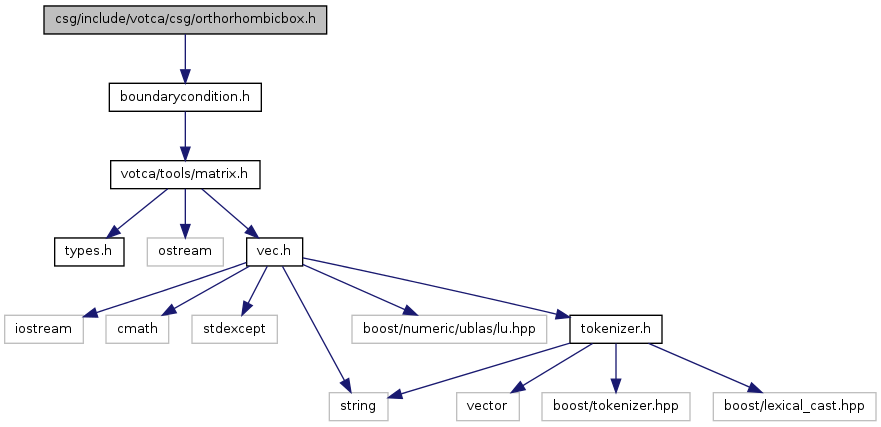 csg/include/votca/csg/orthorhombicbox.h
boundarycondition.h
votca/tools/matrix.h
types.h
ostream
vec.h
iostream
cmath
stdexcept
boost/numeric/ublas/lu.hpp
tokenizer.h
string
vector
boost/tokenizer.hpp
boost/lexical_cast.hpp